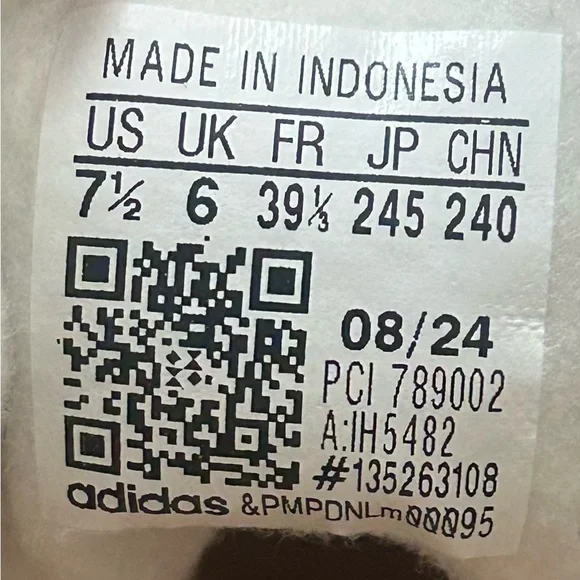 MADE IN INDONESIA
US UK FR JP CHN
7½ 6 39⅓ 245 240
08/24
PCI 789002
A:IH5482
#135263108
adidas &PMPDNLm00095